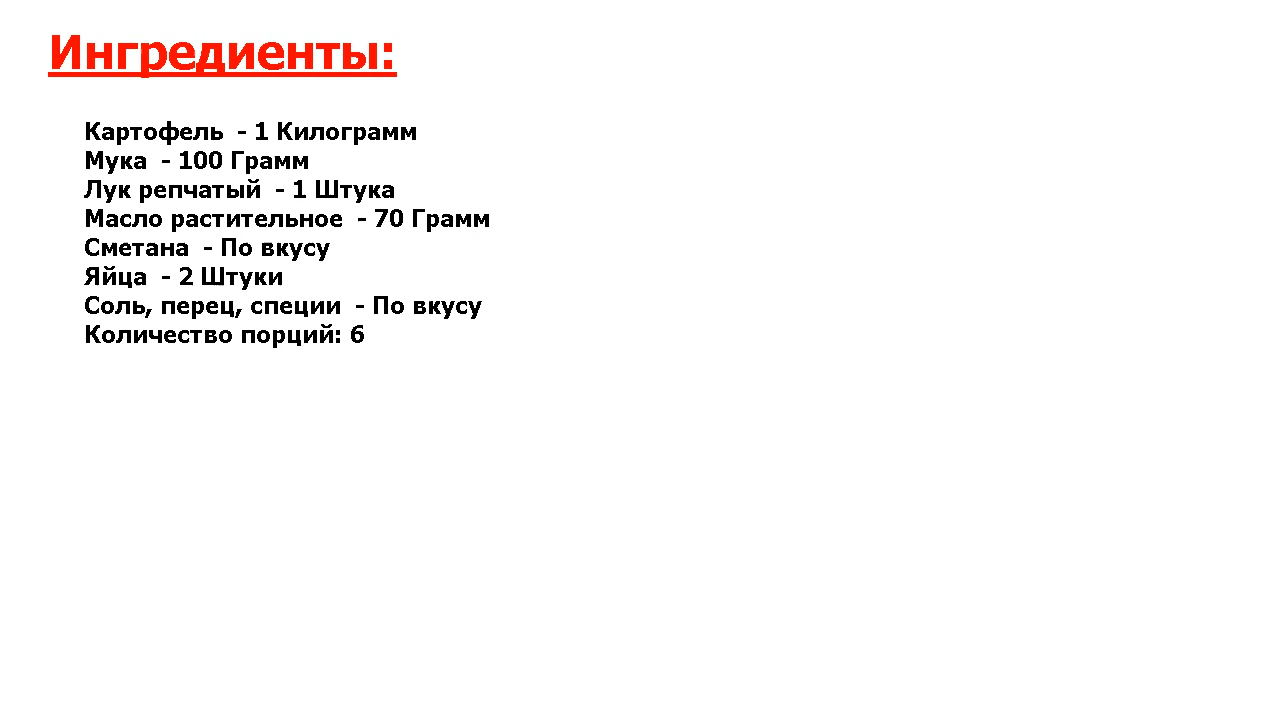 Ингредиенты:
Картофель - 1 Килограмм
Мука - 100 Грамм
Лук репчатый - 1 Штука
Масло растительное - 70 Грамм
Сметана - По вкусу
Яйца - 2 Штуки
Соль, перец, специи - По вкусу
Количество порций: 6